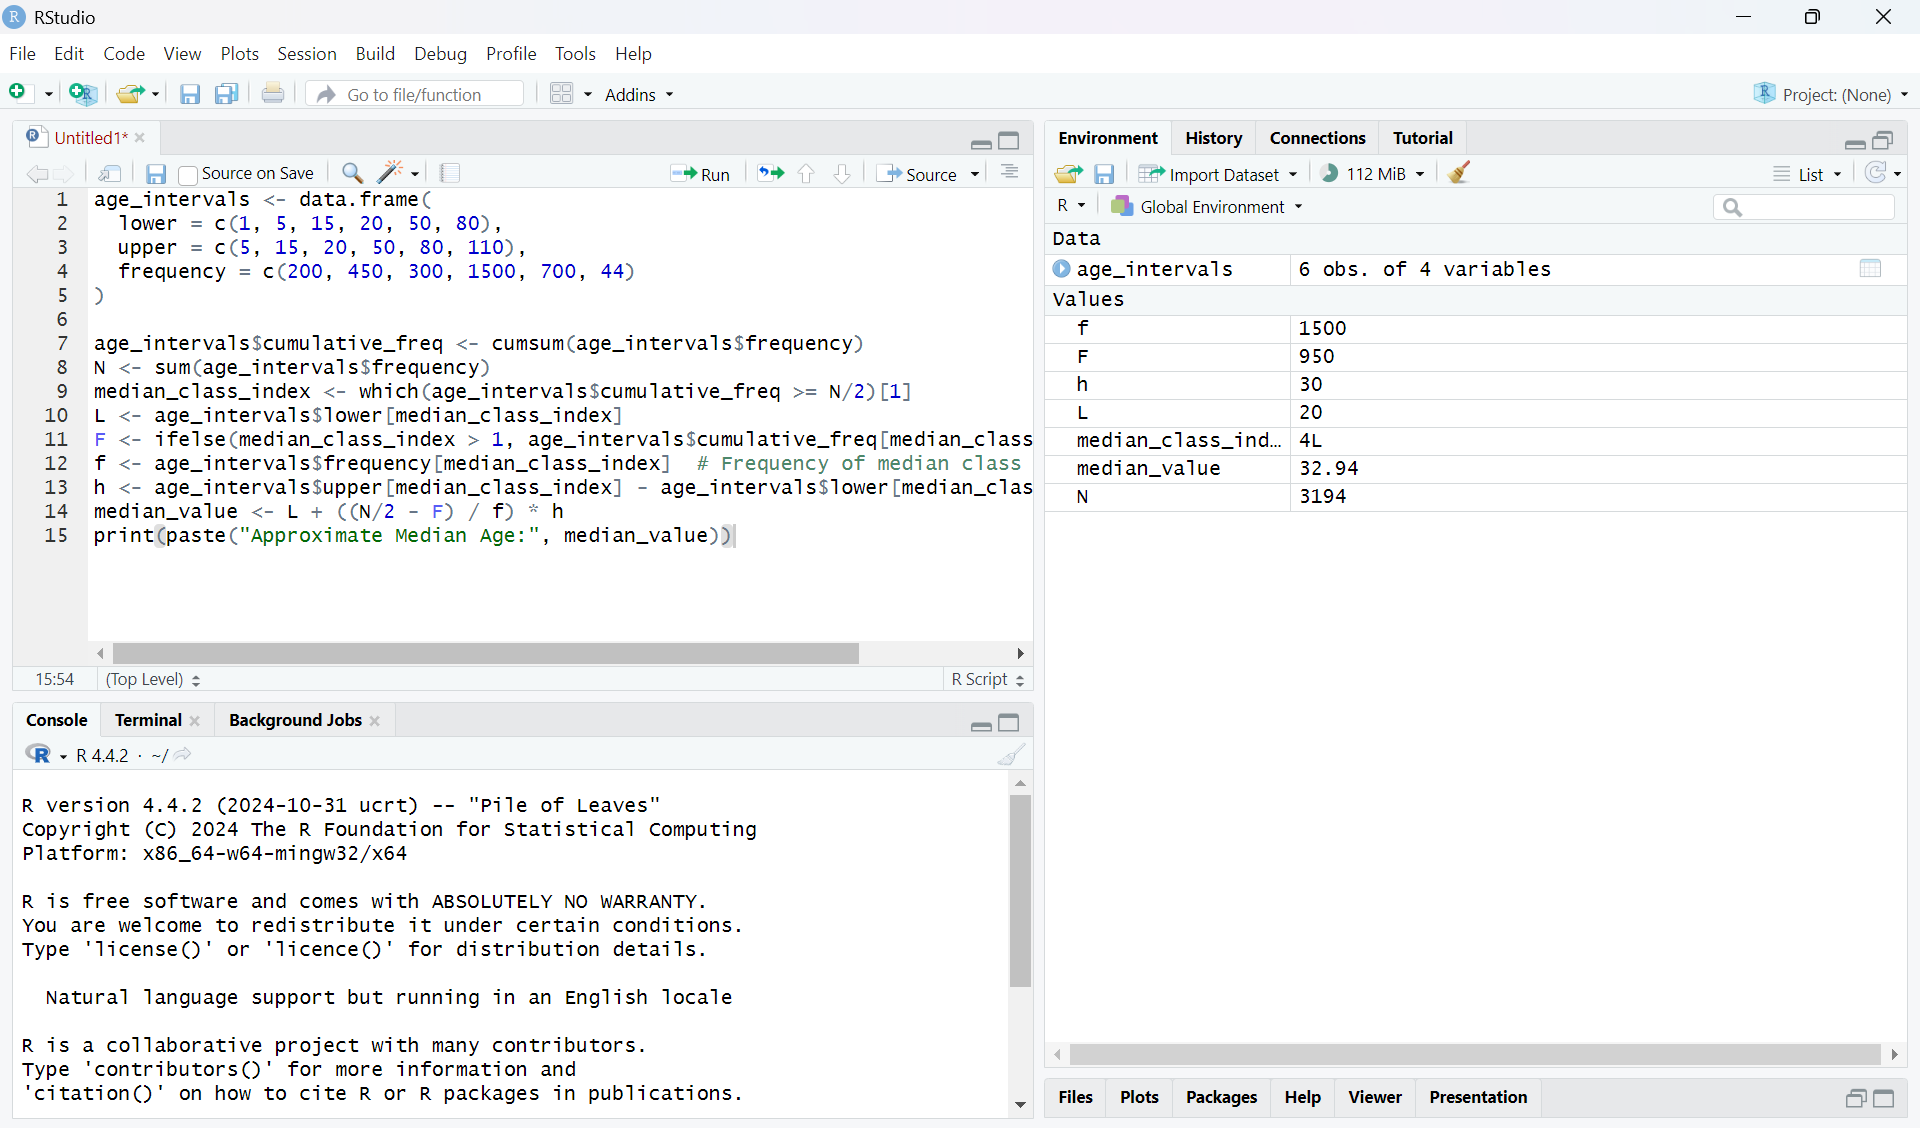 RStudio
File Edit Code View Plots Session Build Debug Profile Tools Help
Go to file/function Addins Project: (None)
Untitled1*
Source on Save Run Source
1 age_intervals <- data.frame(
2   lower = c(1, 5, 15, 20, 50, 80),
3   upper = c(5, 15, 20, 50, 80, 110),
4   frequency = c(200, 450, 300, 1500, 700, 44)
5 )
6
7 age_intervals$cumulative_freq <- cumsum(age_intervals$frequency)
8 N <- sum(age_intervals$frequency)
9 median_class_index <- which(age_intervals$cumulative_freq >= N/2)[1]
10 L <- age_intervals$lower[median_class_index]
11 F <- ifelse(median_class_index > 1, age_intervals$cumulative_freq[median_class
12 f <- age_intervals$frequency[median_class_index]  # Frequency of median class
13 h <- age_intervals$upper[median_class_index] - age_intervals$lower[median_clas
14 median_value <- L + ((N/2 - F) / f) * h
15 print(paste("Approximate Median Age:", median_value))
15:54 (Top Level) R Script
Console Terminal Background Jobs
R R 4.4.2 · ~/
R version 4.4.2 (2024-10-31 ucrt) -- "Pile of Leaves"
Copyright (C) 2024 The R Foundation for Statistical Computing
Platform: x86_64-w64-mingw32/x64
R is free software and comes with ABSOLUTELY NO WARRANTY.
You are welcome to redistribute it under certain conditions.
Type 'license()' or 'licence()' for distribution details.
  Natural language support but running in an English locale
R is a collaborative project with many contributors.
Type 'contributors()' for more information and
'citation()' on how to cite R or R packages in publications.
Environment History Connections Tutorial
Import Dataset 112 MiB List
R Global Environment
Data
age_intervals 6 obs. of 4 variables
Values
f 1500
F 950
h 30
L 20
median_class_ind… 4L
median_value 32.94
N 3194
Files Plots Packages Help Viewer Presentation